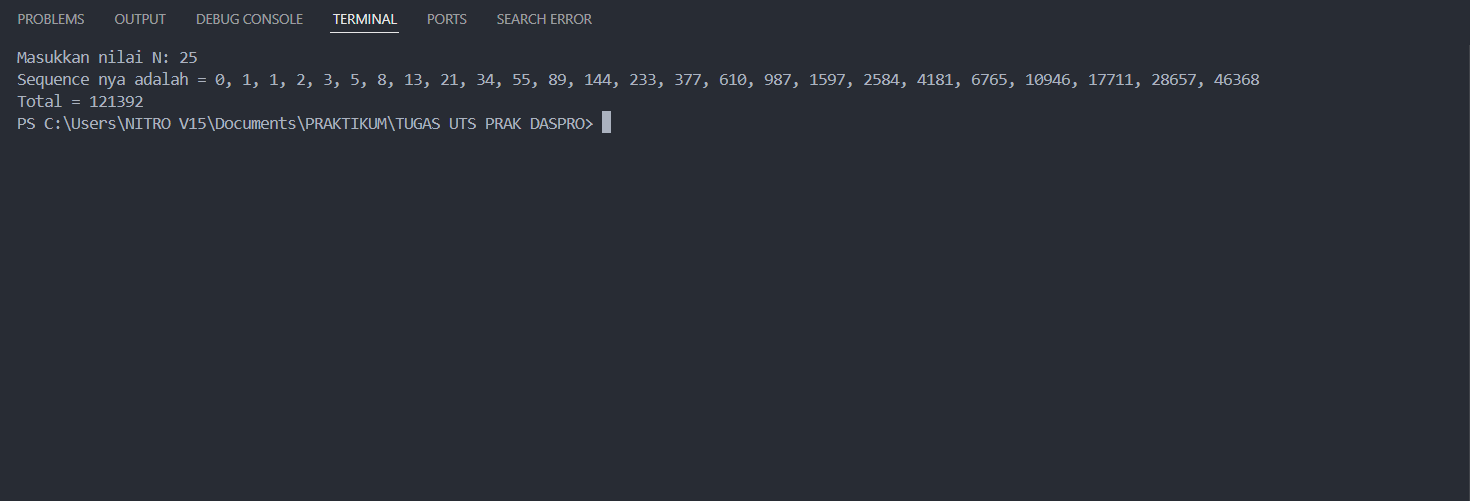 PROBLEMS OUTPUT DEBUG CONSOLE TERMINAL PORTS SEARCH ERROR
Masukkan nilai N: 25
Sequence nya adalah = 0, 1, 1, 2, 3, 5, 8, 13, 21, 34, 55, 89, 144, 233, 377, 610, 987, 1597, 2584, 4181, 6765, 10946, 17711, 28657, 46368
Total = 121392
PS C:\Users\NITRO V15\Documents\PRAKTIKUM\TUGAS UTS PRAK DASPRO>